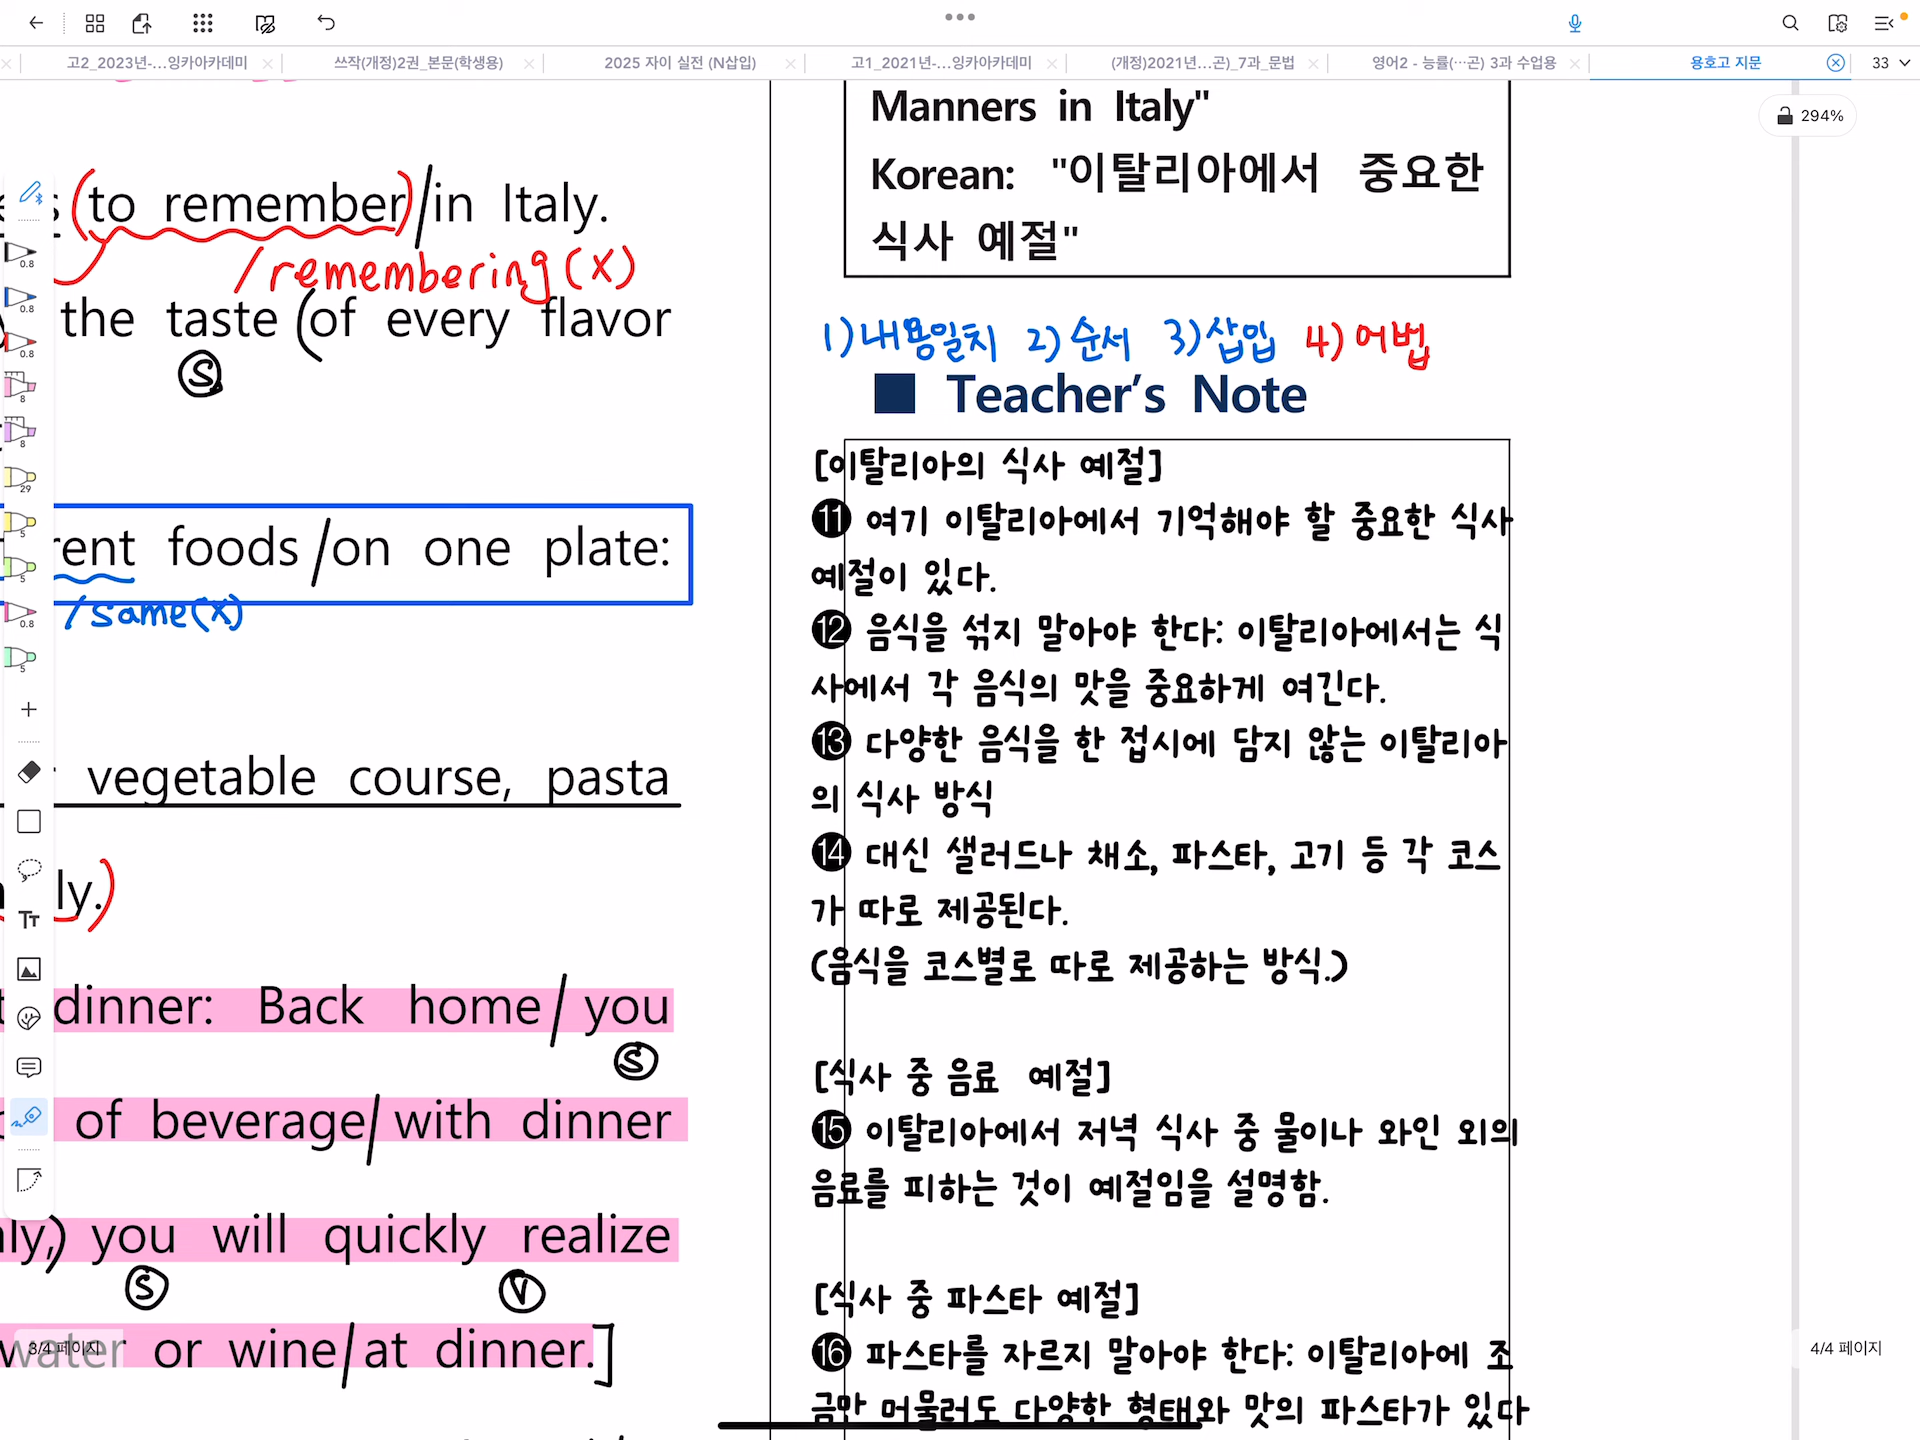 고2_2023년-...잉카아카데미
쓰작(개정)2권_본문(학생용)
2025 자이 실전 (N삽입)
고1_2021년-...잉카아카데미
(개정)2021년...곤)_7과_문법
영어2 - 능률(...곤) 3과 수업용
용호고 지문
33
294%
0.8
0.8
0.8
8
8
29
5
5
0.8
5
TT
(to remember)/in Italy.
/remembering(X)
the taste (of every flavor
S
rent foods/on one plate:
/same(X)
vegetable course, pasta
ly.)
dinner: Back home/you
S
of beverage/with dinner
ly,) you will quickly realize
S V
water or wine/at dinner.]
3/4 페이지
Manners in Italy"
Korean: "이탈리아에서 중요한
식사 예절"
1)내용일치 2)순서 3)삽입 4)어법
■ Teacher's Note
[이탈리아의 식사 예절]
⓫ 여기 이탈리아에서 기억해야 할 중요한 식사
예절이 있다.
⓬ 음식을 섞지 말아야 한다: 이탈리아에서는 식
사에서 각 음식의 맛을 중요하게 여긴다.
⓭ 다양한 음식을 한 접시에 담지 않는 이탈리아
의 식사 방식
⓮ 대신 샐러드나 채소, 파스타, 고기 등 각 코스
가 따로 제공된다.
(음식을 코스별로 따로 제공하는 방식.)
[식사 중 음료 예절]
⓯ 이탈리아에서 저녁 식사 중 물이나 와인 외의
음료를 피하는 것이 예절임을 설명함.
[식사 중 파스타 예절]
⓰ 파스타를 자르지 말아야 한다: 이탈리아에 조
금만 머물러도 다양한 형태와 맛의 파스타가 있다
4/4 페이지